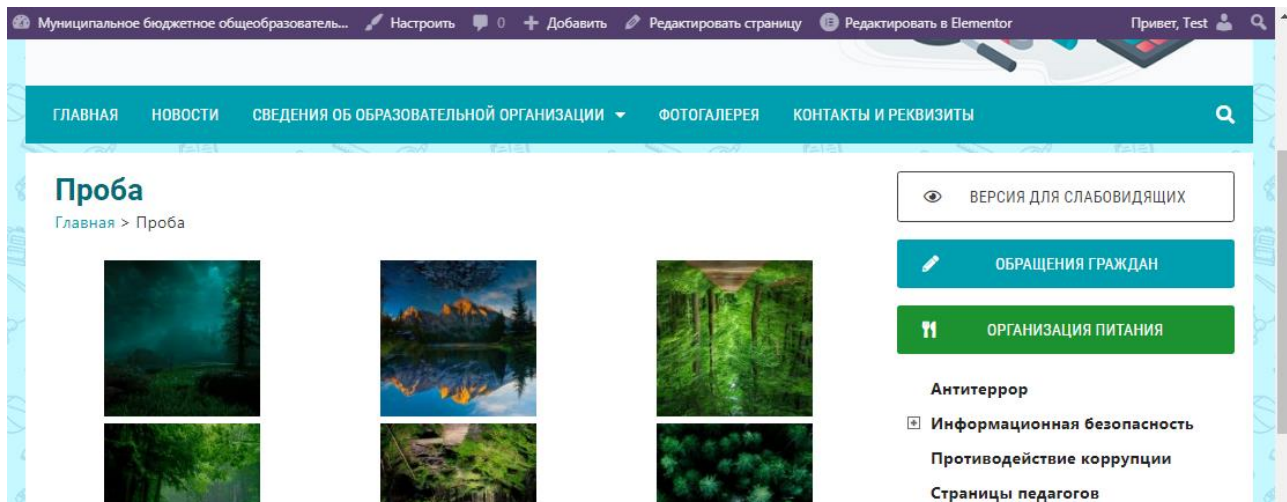 Муниципальное бюджетное общеобразователь... Настроить 0 Добавить Редактировать страницу Редактировать в Elementor Привет, Test
ГЛАВНАЯ НОВОСТИ СВЕДЕНИЯ ОБ ОБРАЗОВАТЕЛЬНОЙ ОРГАНИЗАЦИИ ФОТОГАЛЕРЕЯ КОНТАКТЫ И РЕКВИЗИТЫ
Проба
Главная > Проба
ВЕРСИЯ ДЛЯ СЛАБОВИДЯЩИХ
ОБРАЩЕНИЯ ГРАЖДАН
ОРГАНИЗАЦИЯ ПИТАНИЯ
Антитеррор
Информационная безопасность
Противодействие коррупции
Страницы педагогов